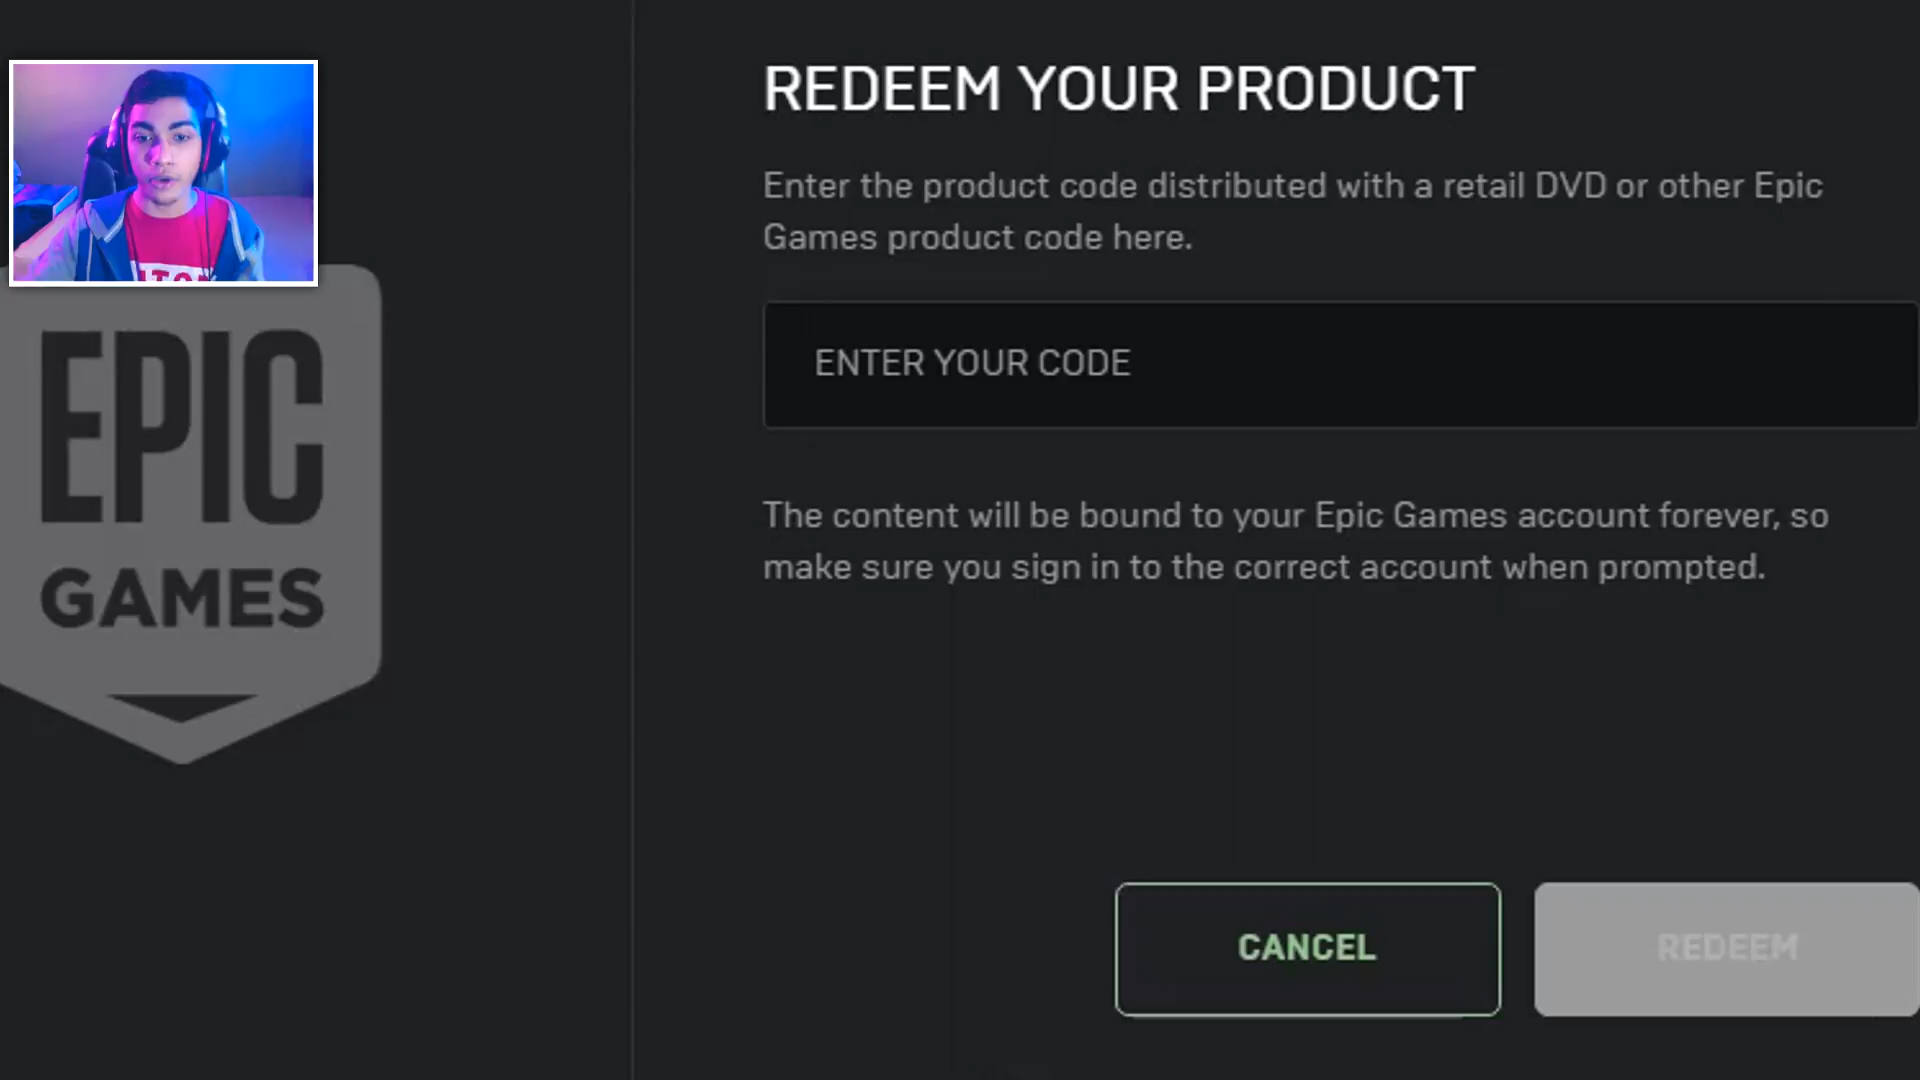 REDEEM YOUR PRODUCT
Enter the product code distributed with a retail DVD or other Epic
Games product code here.
ENTER YOUR CODE
The content will be bound to your Epic Games account forever, so
make sure you sign in to the correct account when prompted.
CANCEL
REDEEM
EPIC
GAMES